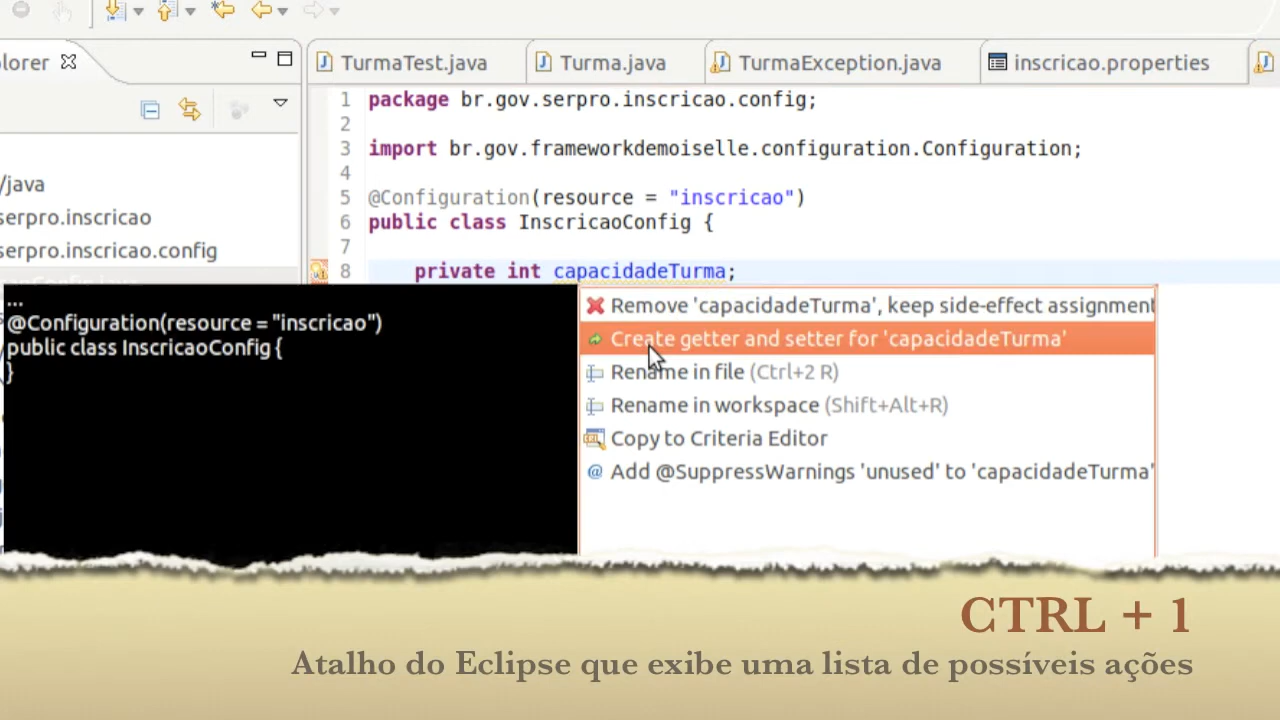 lorer
TurmaTest.java
Turma.java
TurmaException.java
inscricao.properties
/java
serpro.inscricao
serpro.inscricao.config
1 package br.gov.serpro.inscricao.config;
2
3 import br.gov.frameworkdemoiselle.configuration.Configuration;
4
5 @Configuration(resource = "inscricao")
6 public class InscricaoConfig {
7
8 private int capacidadeTurma;
...
@Configuration(resource = "inscricao")
public class InscricaoConfig {
}
Remove 'capacidadeTurma', keep side-effect assignment
Create getter and setter for 'capacidadeTurma'
Rename in file (Ctrl+2 R)
Rename in workspace (Shift+Alt+R)
Copy to Criteria Editor
Add @SuppressWarnings 'unused' to 'capacidadeTurma'
CTRL + 1
Atalho do Eclipse que exibe uma lista de possíveis ações